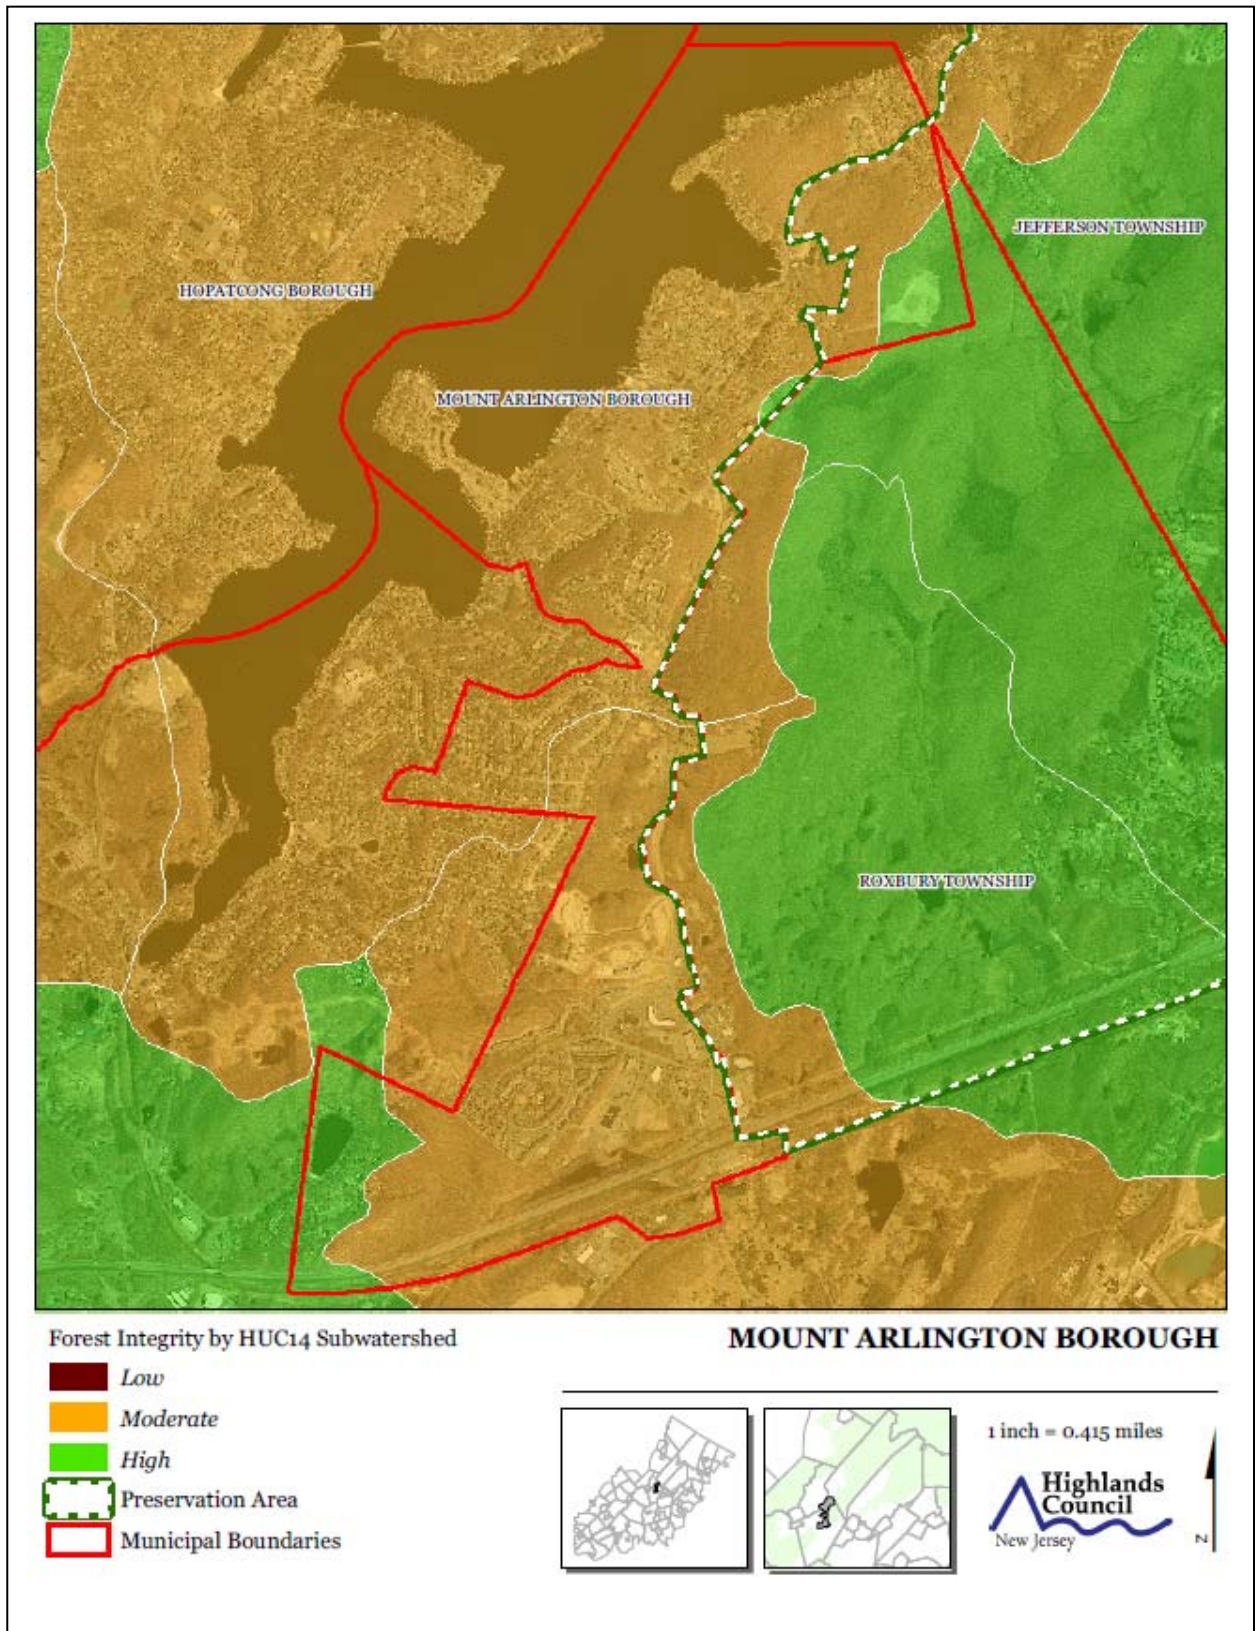 JEFFERSON TOWNSHIP
HOPATCONG BOROUGH
MOUNT ARLINGTON BOROUGH
ROXBURY TOWNSHIP
Forest Integrity by HUC14 Subwatershed
Low
Moderate
High
Preservation Area
Municipal Boundaries
MOUNT ARLINGTON BOROUGH
1 inch = 0.415 miles
Highlands
Council
New Jersey
N